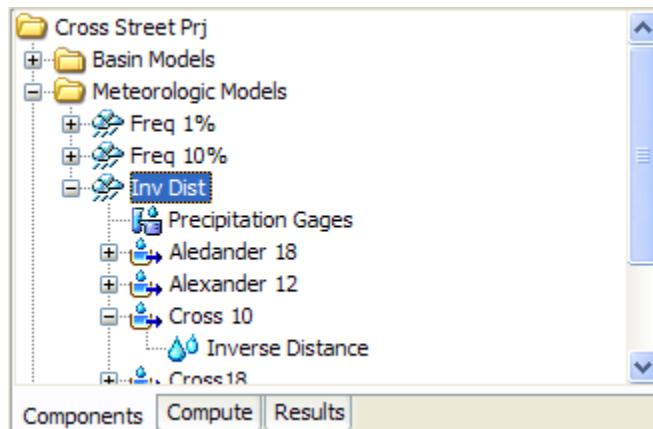 Cross Street Prj
Basin Models
Meteorologic Models
Freq 1%
Freq 10%
Inv Dist
Precipitation Gages
Aledander 18
Alexander 12
Cross 10
Inverse Distance
Cross18
Components Compute Results